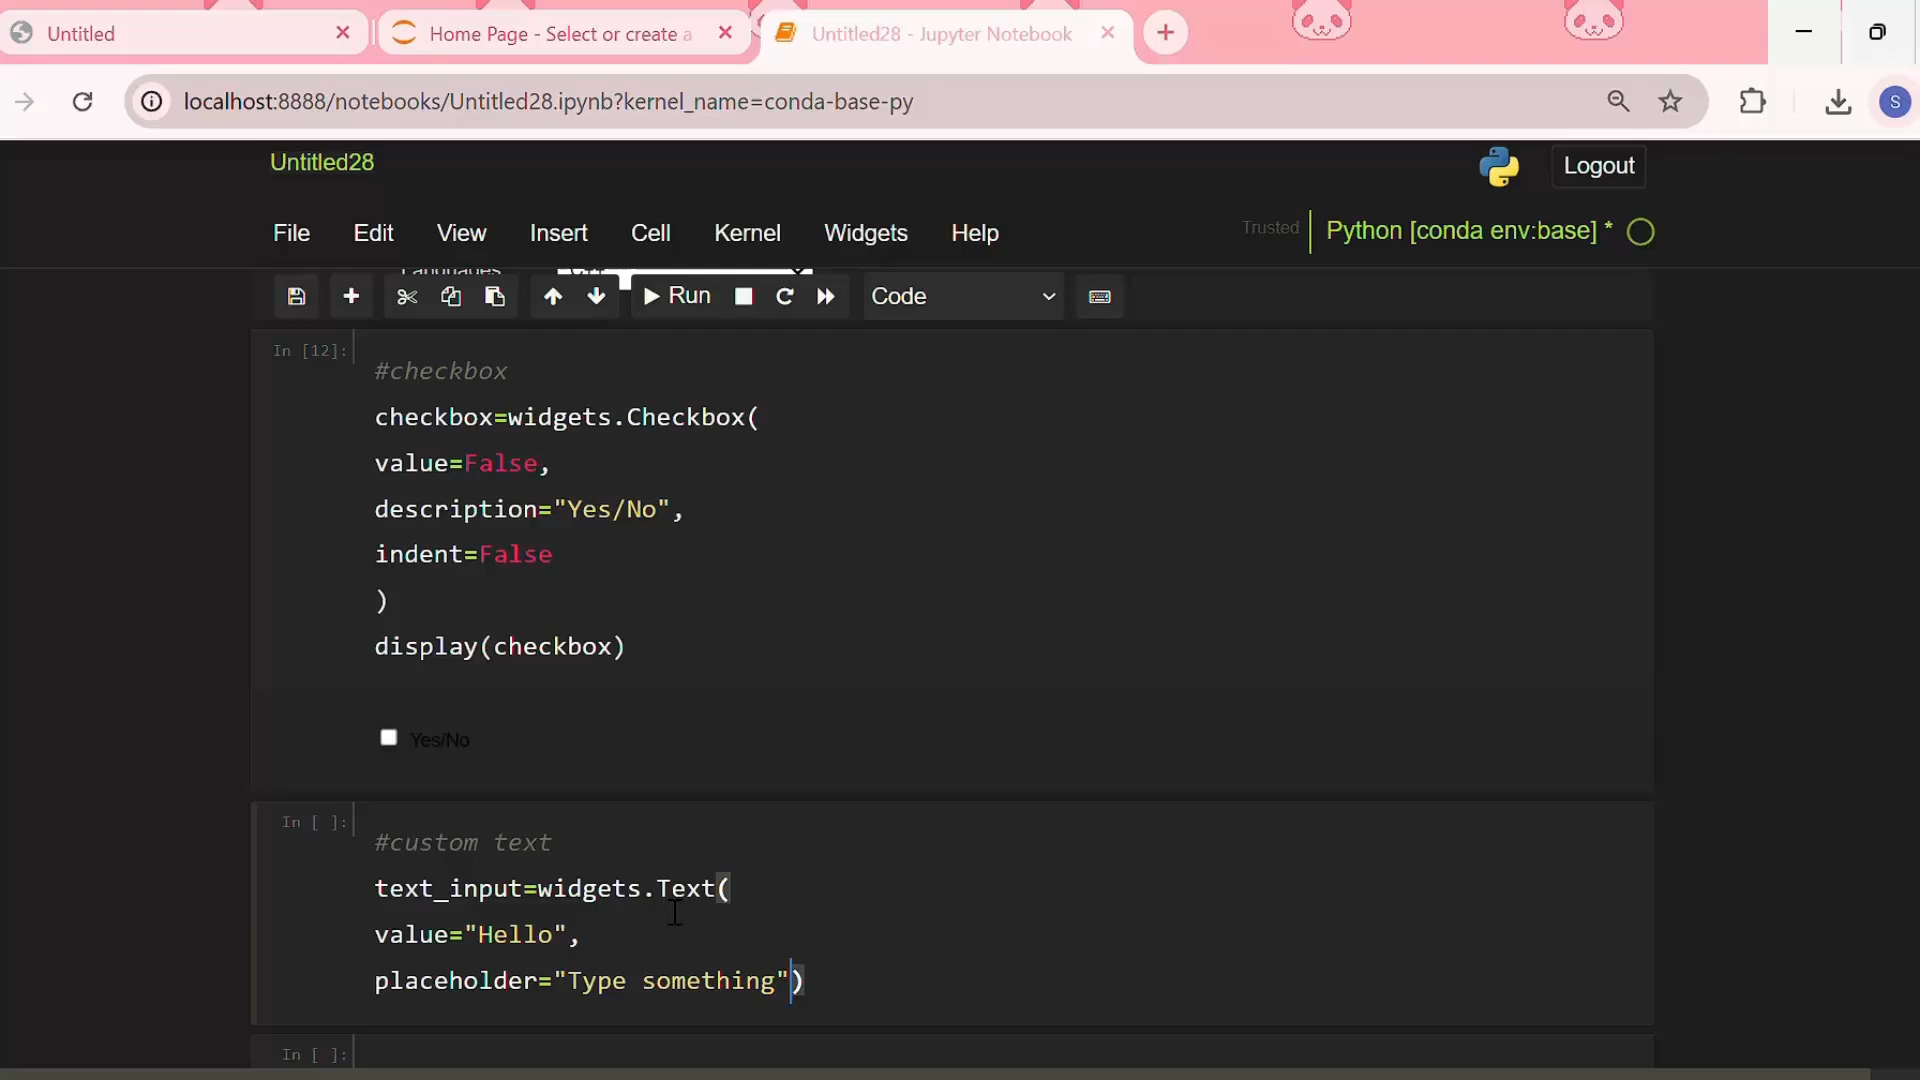 Untitled
Home Page - Select or create a
Untitled28 - Jupyter Notebook
localhost:8888/notebooks/Untitled28.ipynb?kernel_name=conda-base-py
S
Untitled28
Logout
File Edit View Insert Cell Kernel Widgets Help
Trusted
Python [conda env:base] *
Languages
Run
Code
In [12]:
#checkbox
checkbox=widgets.Checkbox(
value=False,
description="Yes/No",
indent=False
)
display(checkbox)
Yes/No
In [ ]:
#custom text
text_input=widgets.Text(
value="Hello",
placeholder="Type something")
In [ ]: